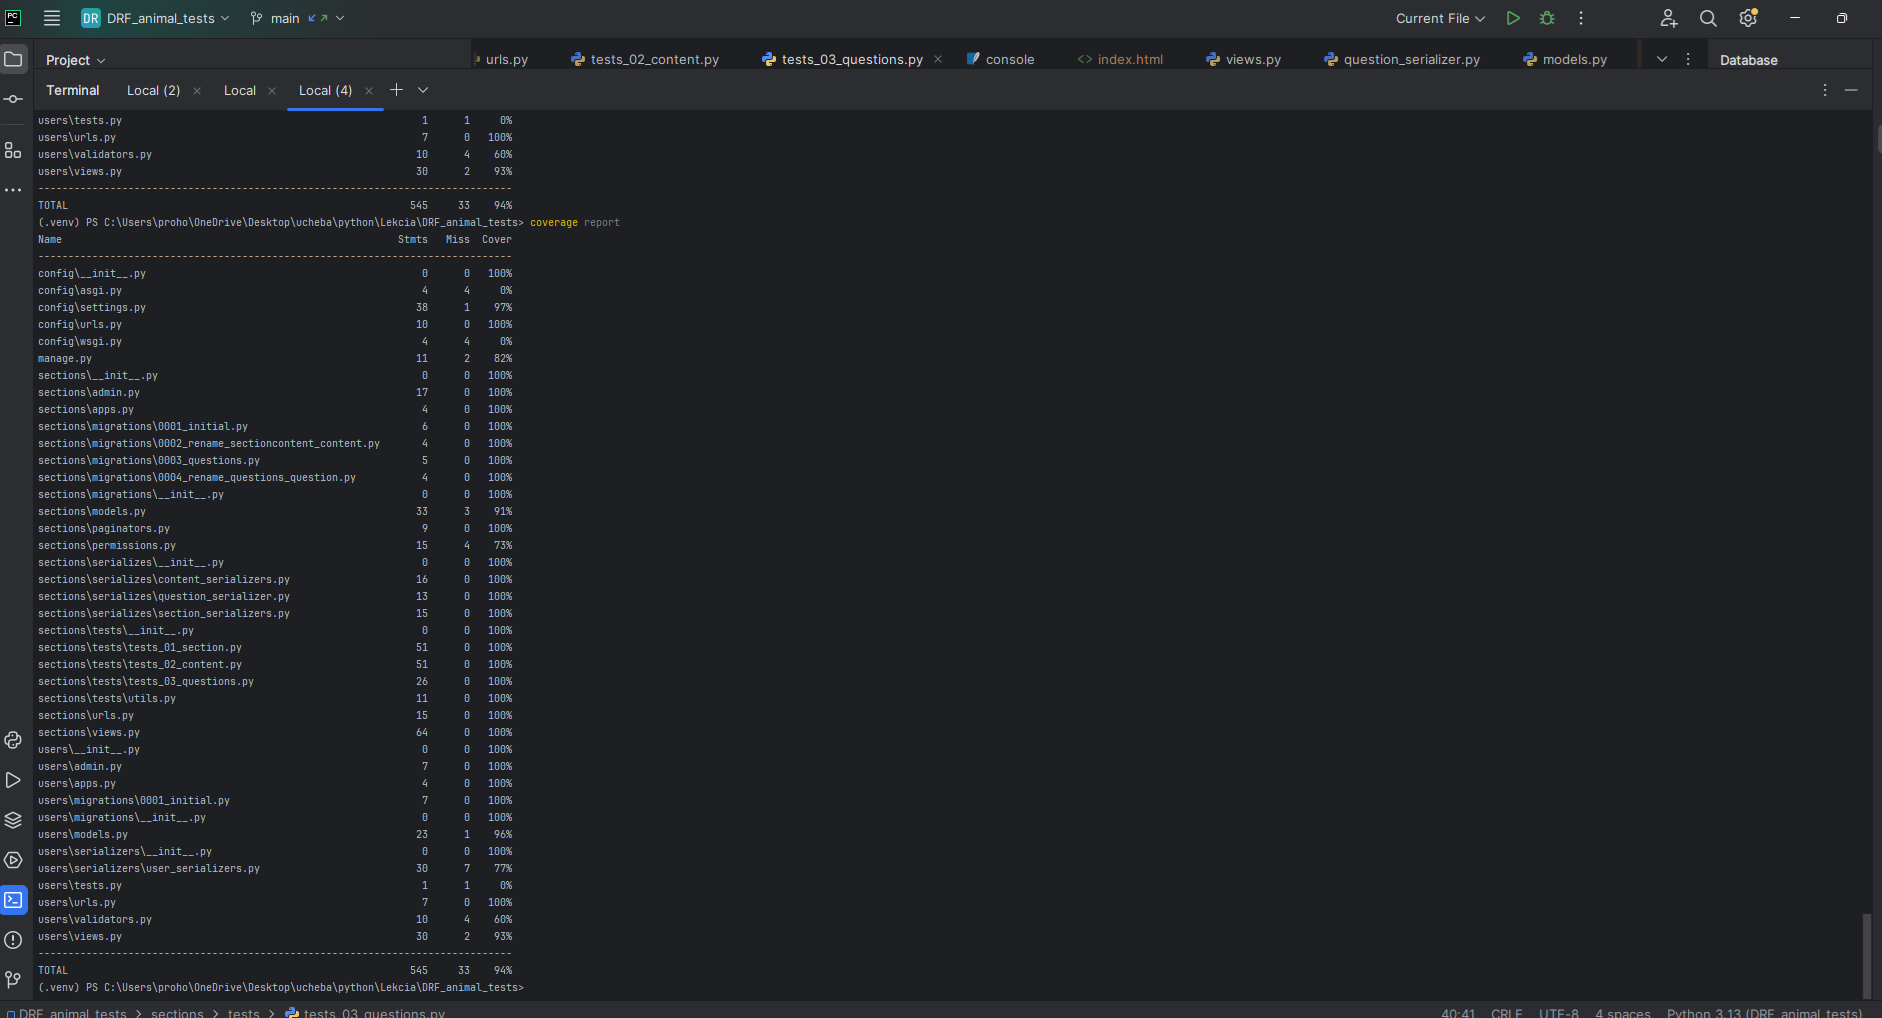 PC DR DRF_animal_tests main Current File
Project urls.py tests_02_content.py tests_03_questions.py console index.html views.py question_serializer.py models.py Database
Terminal Local (2) Local Local (4)
users\tests.py 1 1 0%
users\urls.py 7 0 100%
users\validators.py 10 4 60%
users\views.py 30 2 93%
-------------------------------------------------------------------------------
TOTAL 545 33 94%
(.venv) PS C:\Users\proho\OneDrive\Desktop\ucheba\python\Lekcia\DRF_animal_tests> coverage report
Name Stmts Miss Cover
-------------------------------------------------------------------------------
config\__init__.py 0 0 100%
config\asgi.py 4 4 0%
config\settings.py 38 1 97%
config\urls.py 10 0 100%
config\wsgi.py 4 4 0%
manage.py 11 2 82%
sections\__init__.py 0 0 100%
sections\admin.py 17 0 100%
sections\apps.py 4 0 100%
sections\migrations\0001_initial.py 6 0 100%
sections\migrations\0002_rename_sectioncontent_content.py 4 0 100%
sections\migrations\0003_questions.py 5 0 100%
sections\migrations\0004_rename_questions_question.py 4 0 100%
sections\migrations\__init__.py 0 0 100%
sections\models.py 33 3 91%
sections\paginators.py 9 0 100%
sections\permissions.py 15 4 73%
sections\serializes\__init__.py 0 0 100%
sections\serializes\content_serializers.py 16 0 100%
sections\serializes\question_serializer.py 13 0 100%
sections\serializes\section_serializers.py 15 0 100%
sections\tests\__init__.py 0 0 100%
sections\tests\tests_01_section.py 51 0 100%
sections\tests\tests_02_content.py 51 0 100%
sections\tests\tests_03_questions.py 26 0 100%
sections\tests\utils.py 11 0 100%
sections\urls.py 15 0 100%
sections\views.py 64 0 100%
users\__init__.py 0 0 100%
users\admin.py 7 0 100%
users\apps.py 4 0 100%
users\migrations\0001_initial.py 7 0 100%
users\migrations\__init__.py 0 0 100%
users\models.py 23 1 96%
users\serializers\__init__.py 0 0 100%
users\serializers\user_serializers.py 30 7 77%
users\tests.py 1 1 0%
users\urls.py 7 0 100%
users\validators.py 10 4 60%
users\views.py 30 2 93%
-------------------------------------------------------------------------------
TOTAL 545 33 94%
(.venv) PS C:\Users\proho\OneDrive\Desktop\ucheba\python\Lekcia\DRF_animal_tests>
DRF_animal_tests > sections > tests > tests_03_questions.py 40:41 CRLF UTF-8 4 spaces Python 3.13 (DRF_animal_tests)